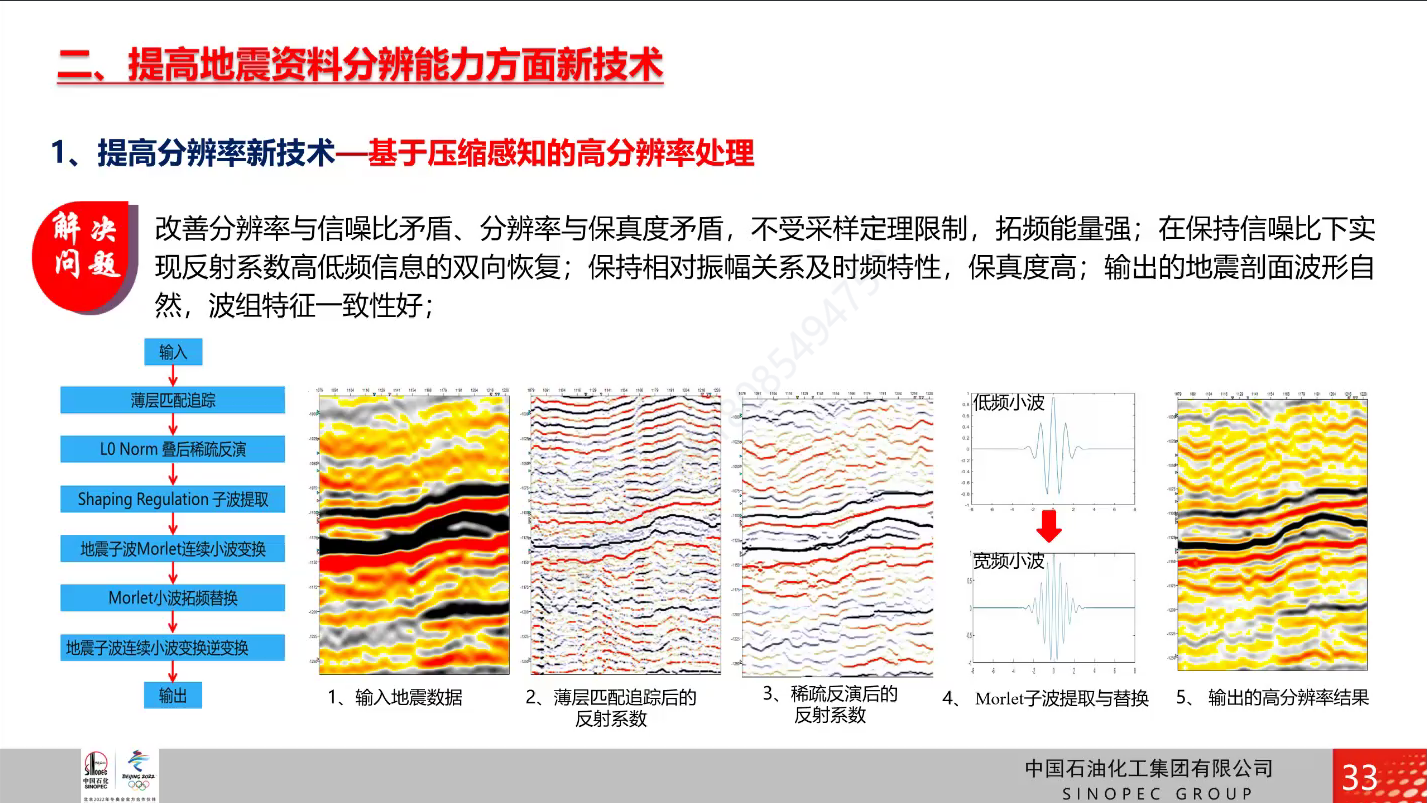 二、提高地震资料分辨能力方面新技术
1、提高分辨率新技术—基于压缩感知的高分辨率处理
解决
问题
改善分辨率与信噪比矛盾、分辨率与保真度矛盾，不受采样定理限制，拓频能量强；在保持信噪比下实
现反射系数高低频信息的双向恢复；保持相对振幅关系及时频特性，保真度高；输出的地震剖面波形自
然，波组特征一致性好；
输入
薄层匹配追踪
L0 Norm 叠后稀疏反演
Shaping Regulation 子波提取
地震子波Morlet连续小波变换
Morlet小波拓频替换
地震子波连续小波变换逆变换
输出
低频小波
宽频小波
1、输入地震数据
2、薄层匹配追踪后的
反射系数
3、稀疏反演后的
反射系数
4、 Morlet子波提取与替换
5、 输出的高分辨率结果
中国石化
SINOPEC
BEIJING 2022
中国石油化工集团有限公司
SINOPEC GROUP
33